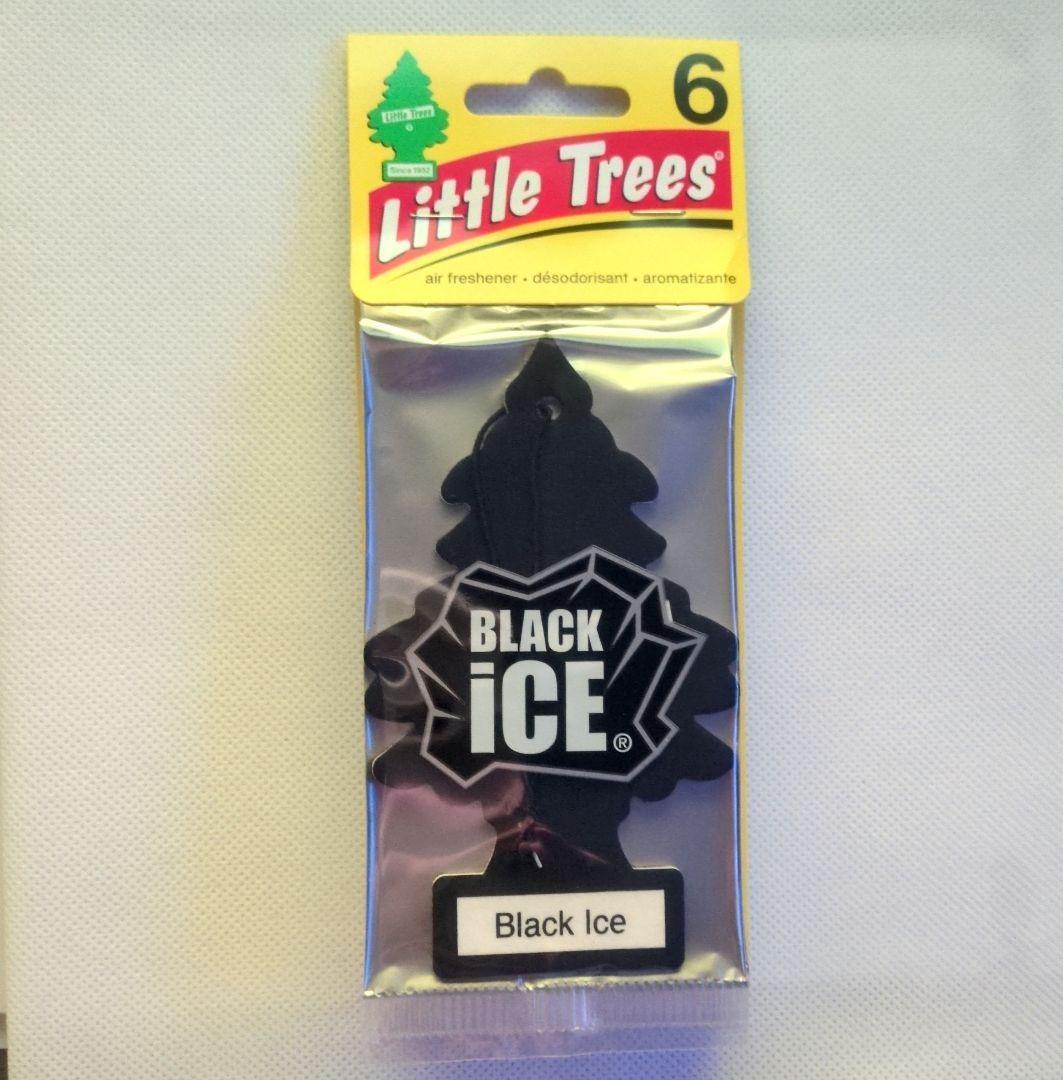 6
Little Trees
Since 1952
Little Trees®
air freshener • désodorisant • aromatizante
BLACK
iCE®
Black Ice